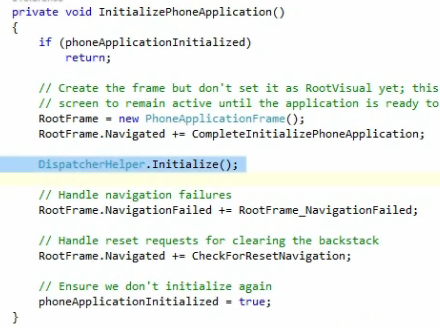 private void InitializePhoneApplication()
{
if (phoneApplicationInitialized)
return;
// Create the frame but don't set it as RootVisual yet; this
// screen to remain active until the application is ready to
RootFrame = new PhoneApplicationFrame();
RootFrame.Navigated += CompleteInitializePhoneApplication;
DispatcherHelper.Initialize();
// Handle navigation failures
RootFrame.NavigationFailed += RootFrame_NavigationFailed;
// Handle reset requests for clearing the backstack
RootFrame.Navigated += CheckForResetNavigation;
// Ensure we don't initialize again
phoneApplicationInitialized = true;
}